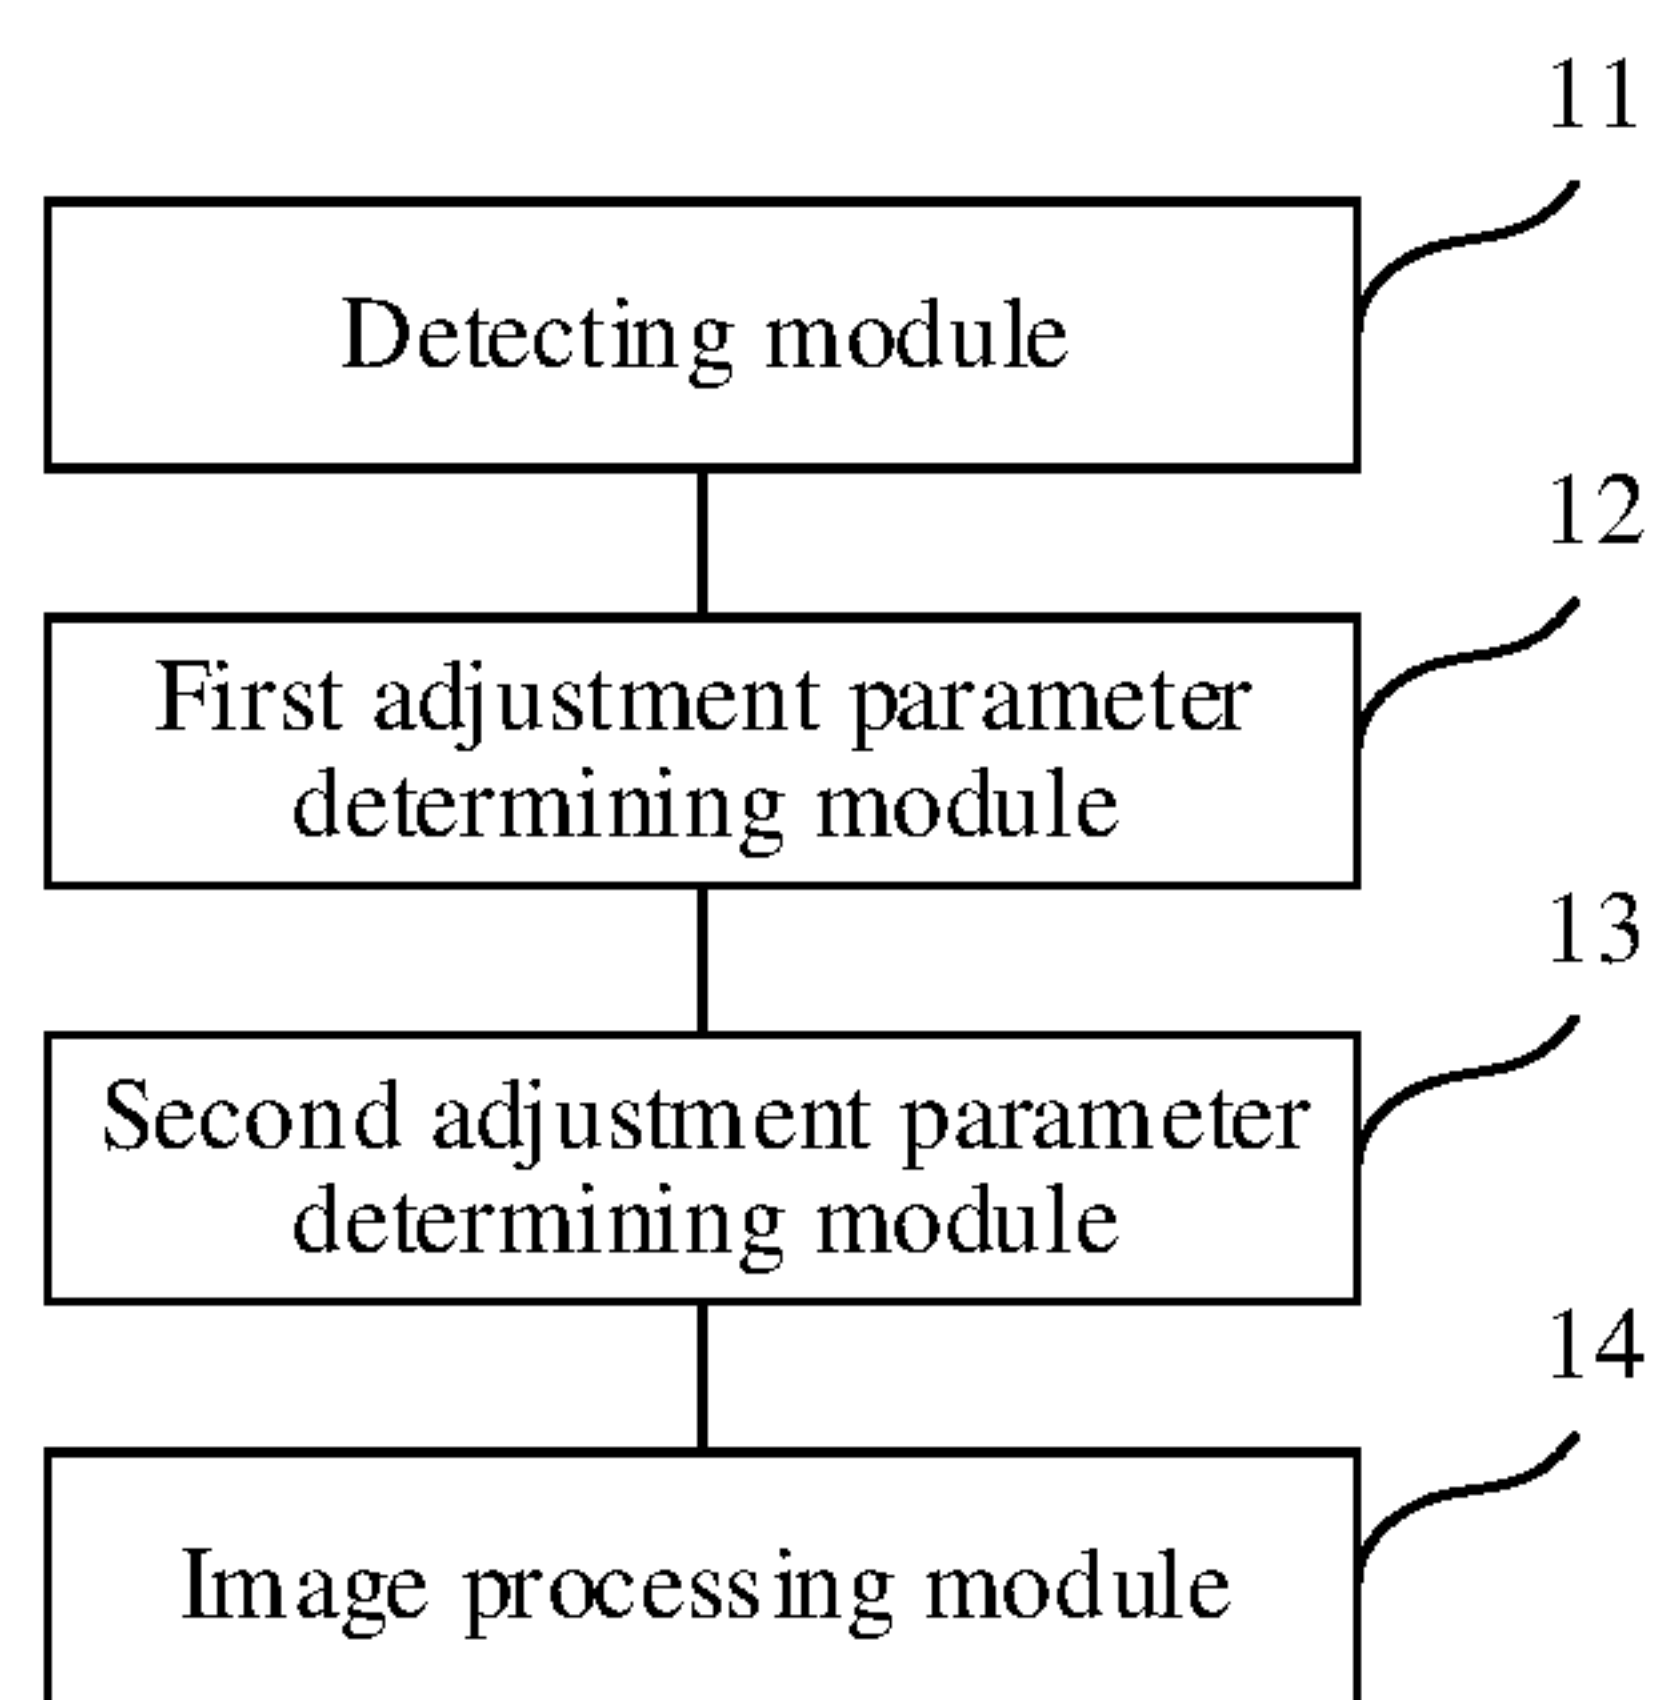 11
Detecting module
12
First adjustment parameter
determining module
13
Second adjustment parameter
determining module
14
Image processing module